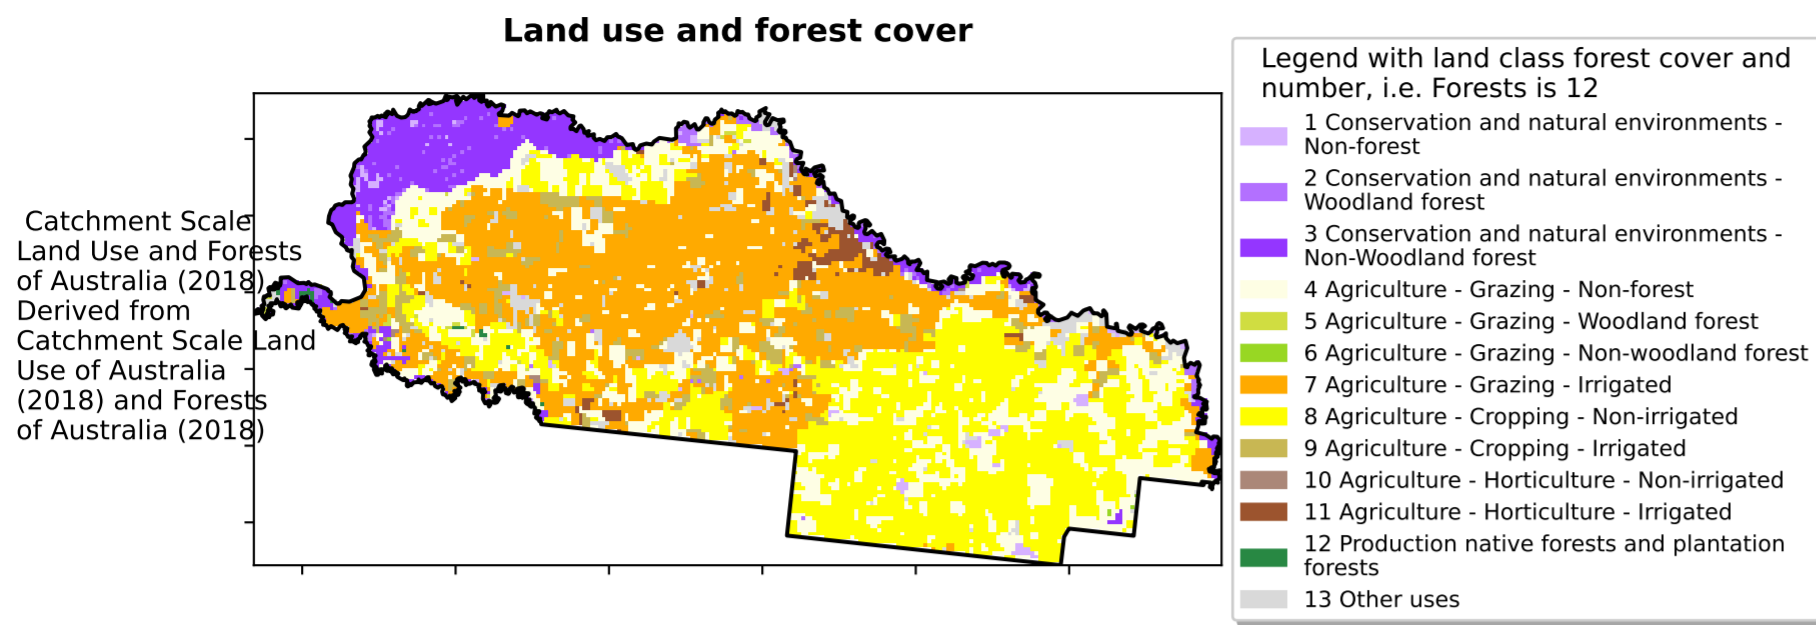 Land use and forest cover
Catchment Scale
Land Use and Forests
of Australia (2018)
Derived from
Catchment Scale Land
Use of Australia
(2018) and Forests
of Australia (2018)
Legend with land class forest cover and
number, i.e. Forests is 12
1 Conservation and natural environments -
Non-forest
2 Conservation and natural environments -
Woodland forest
3 Conservation and natural environments -
Non-Woodland forest
4 Agriculture - Grazing - Non-forest
5 Agriculture - Grazing - Woodland forest
6 Agriculture - Grazing - Non-woodland forest
7 Agriculture - Grazing - Irrigated
8 Agriculture - Cropping - Non-irrigated
9 Agriculture - Cropping - Irrigated
10 Agriculture - Horticulture - Non-irrigated
11 Agriculture - Horticulture - Irrigated
12 Production native forests and plantation
forests
13 Other uses